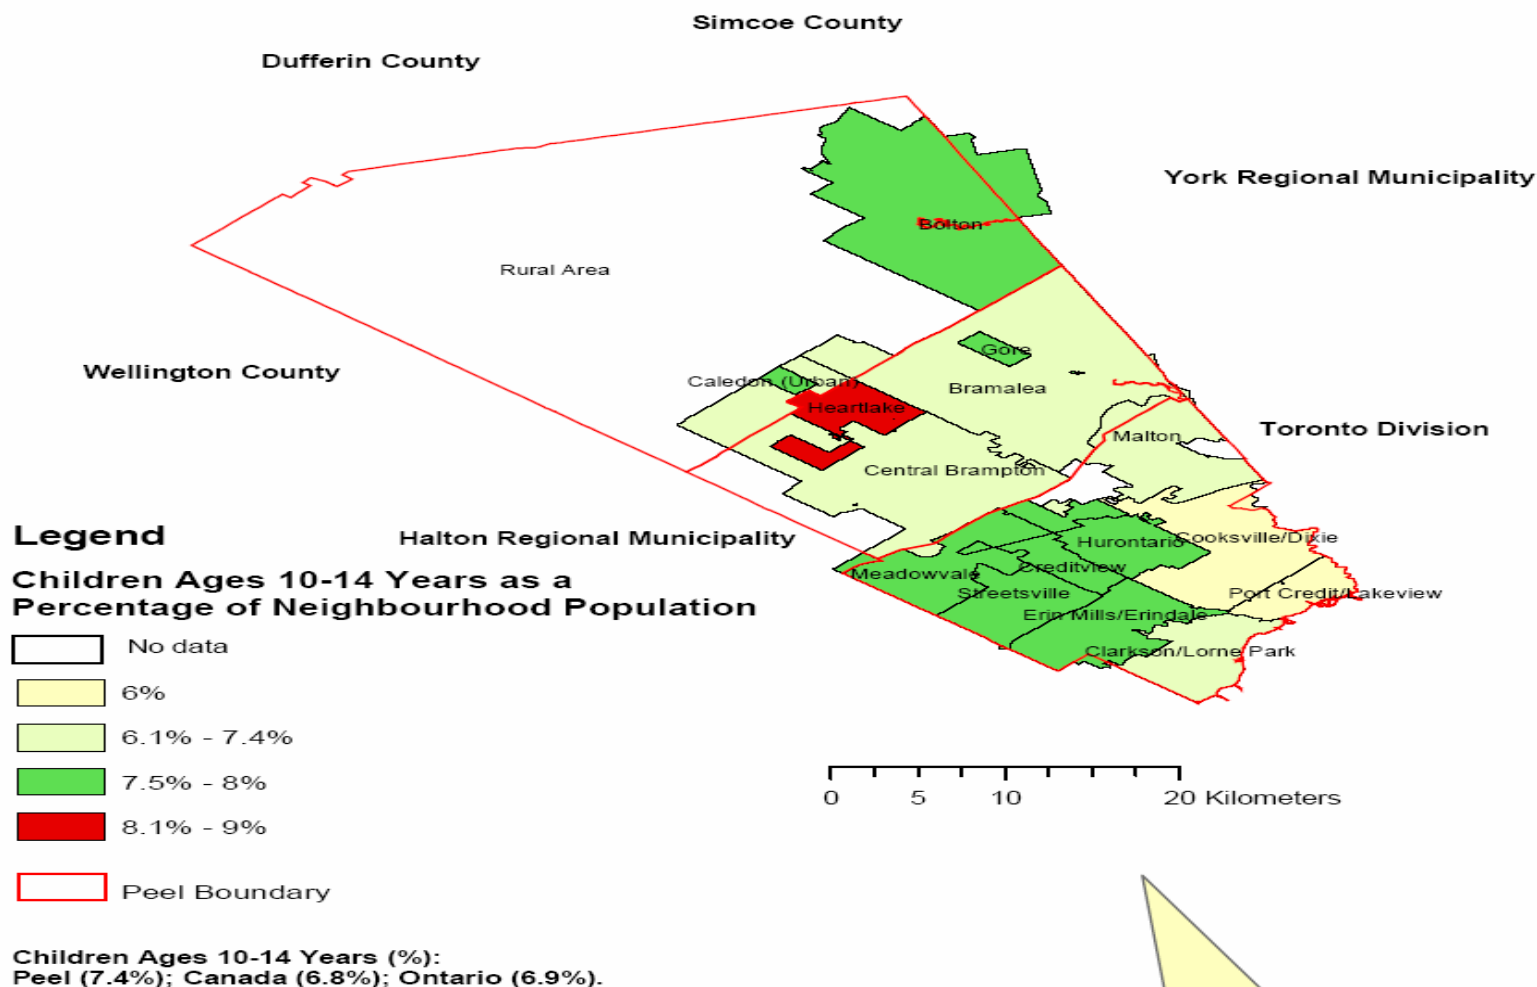 Simcoe County
Dufferin County
York Regional Municipality
Bolton
Rural Area
Gore
Wellington County
Caledon (Urban)
Bramalea
Heartlake
Malton
Toronto Division
Central Brampton
Legend
Halton Regional Municipality
Hurontario
Cooksville/Dixie
Children Ages 10-14 Years as a
Percentage of Neighbourhood Population
Meadowvale
Creditview
Streetsville
Port Credit/Lakeview
Erin Mills/Erindale
Clarkson/Lorne Park
No data
6%
6.1% - 7.4%
7.5% - 8%
8.1% - 9%
Peel Boundary
0 5 10 20 Kilometers
Children Ages 10-14 Years (%):
Peel (7.4%); Canada (6.8%); Ontario (6.9%).